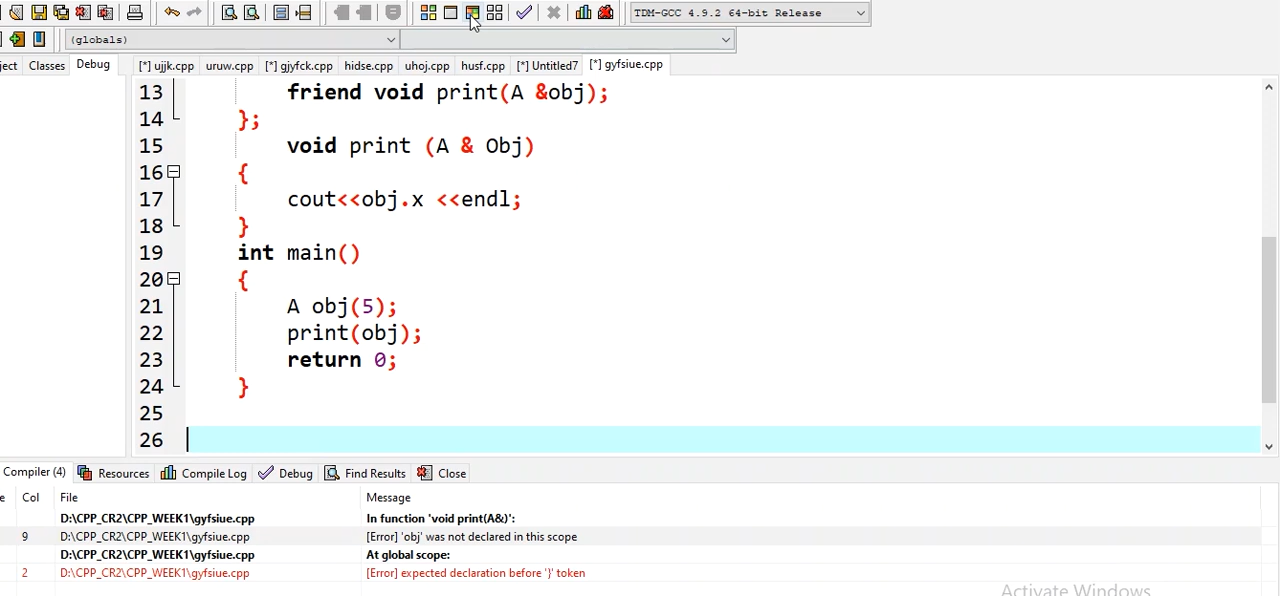 TDM-GCC 4.9.2 64-bit Release
(globals)
ject Classes Debug [*] ujjk.cpp uruw.cpp [*] gjyfck.cpp hidse.cpp uhoj.cpp husf.cpp [*] Untitled7 [*] gyfsiue.cpp
13 friend void print(A &obj);
14 };
15 void print (A & Obj)
16 {
17 cout<<obj.x <<endl;
18 }
19 int main()
20 {
21 A obj(5);
22 print(obj);
23 return 0;
24 }
25
26
Compiler (4) Resources Compile Log Debug Find Results Close
e Col File Message
D:\CPP_CR2\CPP_WEEK1\gyfsiue.cpp In function 'void print(A&)':
9 D:\CPP_CR2\CPP_WEEK1\gyfsiue.cpp [Error] 'obj' was not declared in this scope
D:\CPP_CR2\CPP_WEEK1\gyfsiue.cpp At global scope:
2 D:\CPP_CR2\CPP_WEEK1\gyfsiue.cpp [Error] expected declaration before '}' token
Activate Windows